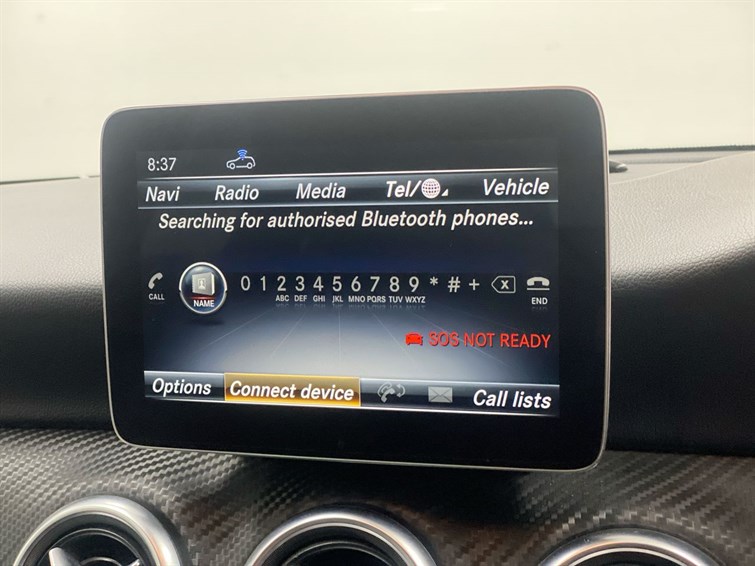 8:37
Navi Radio Media Tel/ Vehicle
Searching for authorised Bluetooth phones...
CALL NAME 0 1 2 3 4 5 6 7 8 9 * # + END
ABC DEF GHI JKL MNO PQRS TUV WXYZ
SOS NOT READY
Options Connect device Call lists